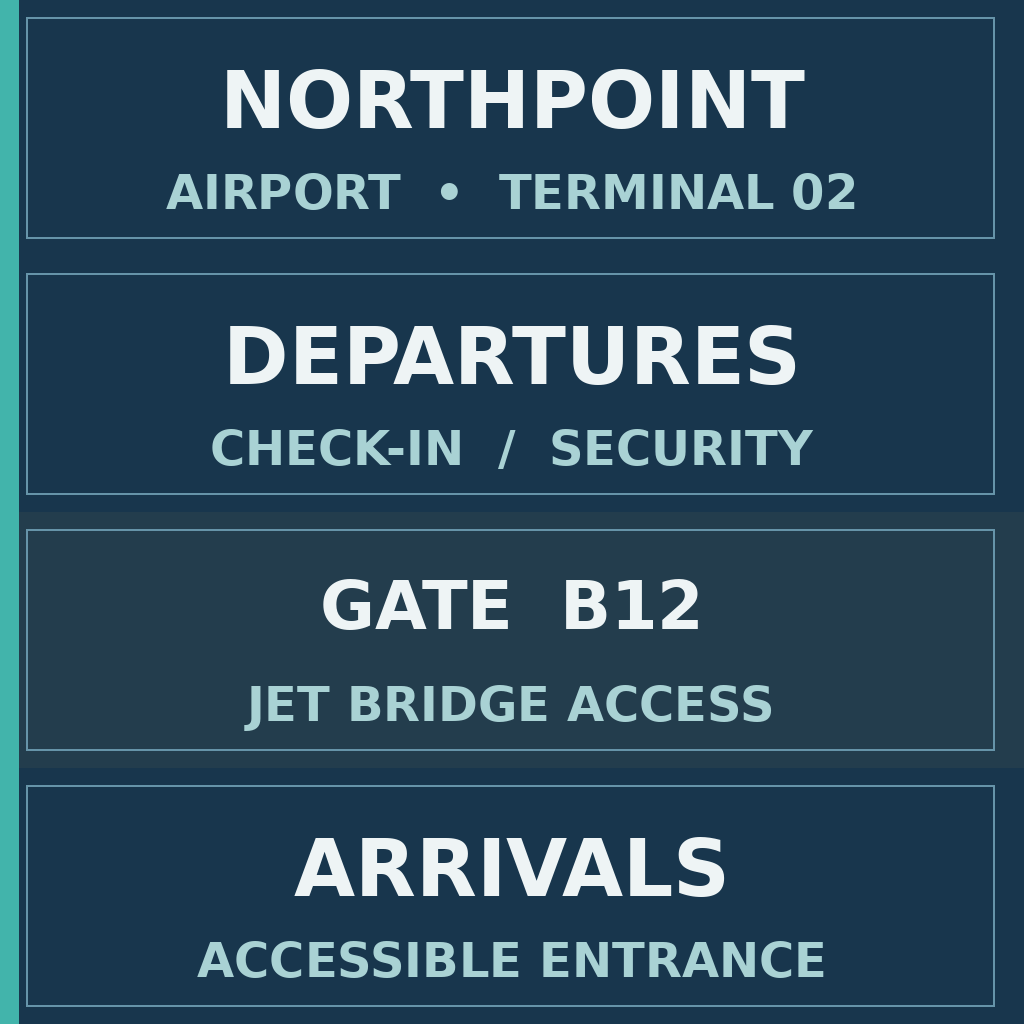 NORTHPOINT
AIRPORT • TERMINAL 02
DEPARTURES
CHECK-IN / SECURITY
GATE B12
JET BRIDGE ACCESS
ARRIVALS
ACCESSIBLE ENTRANCE